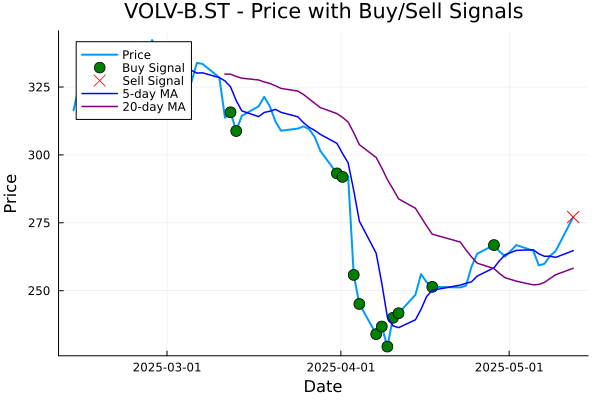 VOLV-B.ST - Price with Buy/Sell Signals
Price
Buy Signal
Sell Signal
5-day MA
20-day MA
325
300
275
250
Price
2025-03-01
2025-04-01
2025-05-01
Date